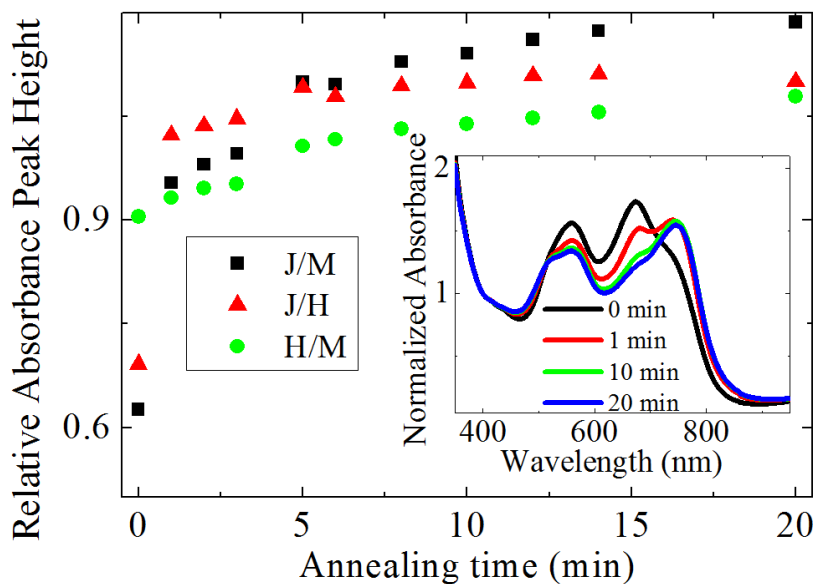 Relative Absorbance Peak Height
0.9
0.6
J/M
J/H
H/M
Normalized Absorbance
2
1
0 min
1 min
10 min
20 min
400 600 800
Wavelength (nm)
0 5 10 15 20
Annealing time (min)